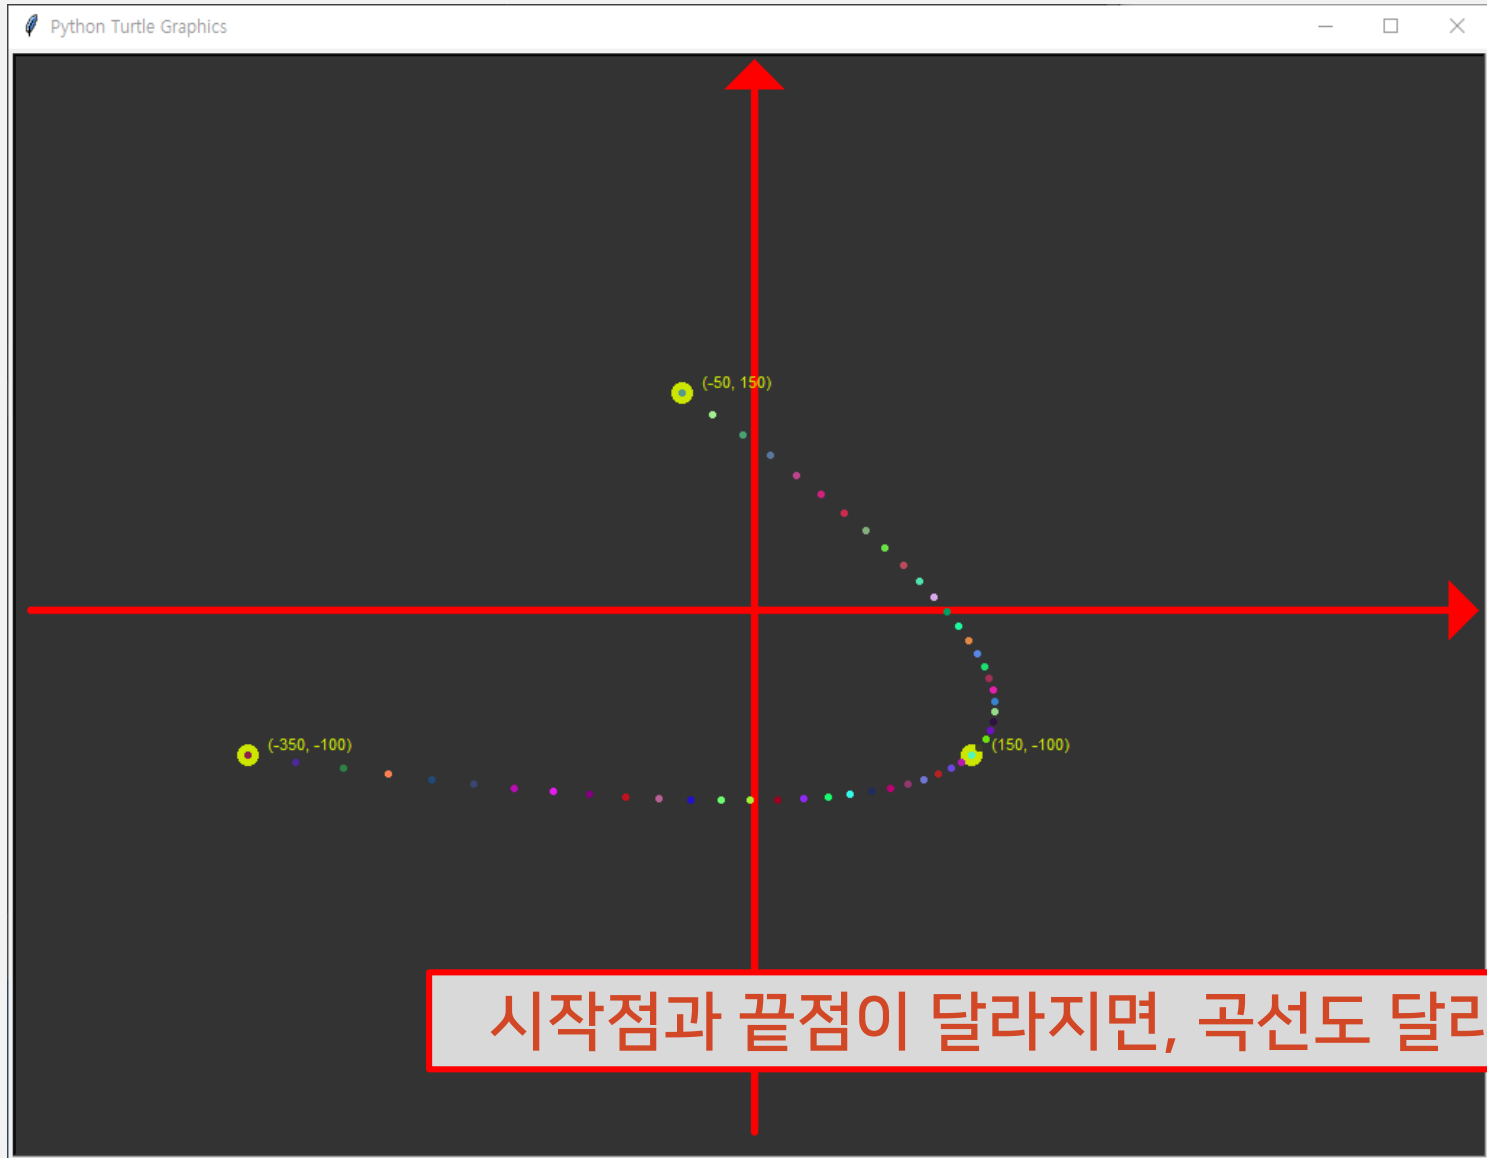 Python Turtle Graphics
(-50, 150)
(-350, -100)
(150, -100)
시작점과 끝점이 달라지면, 곡선도